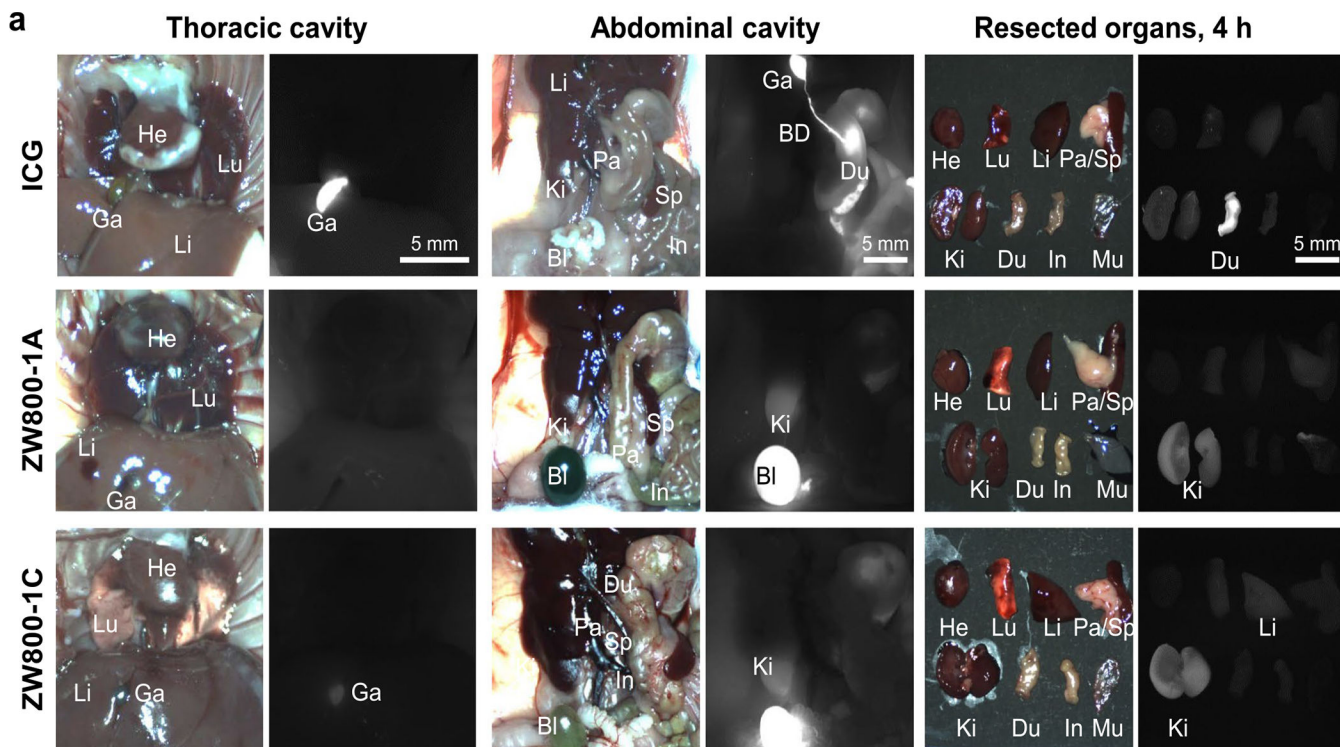 a
Thoracic cavity
Abdominal cavity
Resected organs, 4 h
ICG
He
Lu
Ga
Li
Ga
5 mm
Li
Pa
Ki
Sp
Bl
In
Ga
BD
Du
5 mm
He Lu Li Pa/Sp
Ki Du In Mu
Du
5 mm
ZW800-1A
He
Lu
Li
Ga
Ki
Sp
Pa
Bl
In
Ki
Bl
He Lu Li Pa/Sp
Ki Du In Mu
Ki
ZW800-1C
He
Lu
Li Ga
Ga
Du
Pa
Sp
In
Bl
Ki
He Lu Li Pa/Sp
Ki Du In Mu
Li
Ki